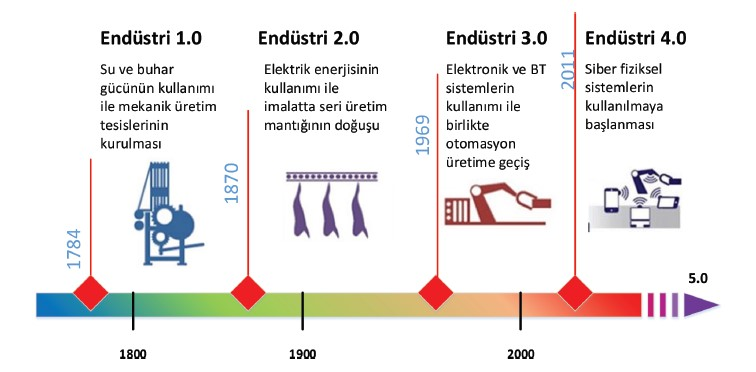 Endüstri 1.0
Su ve buhar
gücünün kullanımı
ile mekanik üretim
tesislerinin
kurulması
1784
Endüstri 2.0
Elektrik enerjisinin
kullanımı ile
imalatta seri üretim
mantığının doğuşu
1870
Endüstri 3.0
Elektronik ve BT
sistemlerin
kullanımı ile
birlikte
otomasyon
üretime geçiş
1969
Endüstri 4.0
Siber fiziksel
sistemlerin
kullanılmaya
başlanması
2011
5.0
1800
1900
2000